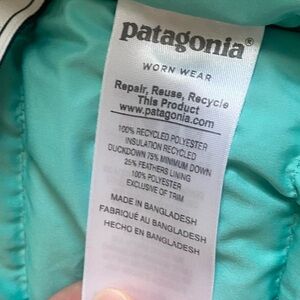 patagonia®
WORN WEAR
Repair, Reuse, Recycle
This Product
www.patagonia.com
100% RECYCLED POLYESTER
INSULATION RECYCLED
DUCKDOWN 75% MINIMUM DOWN
25% FEATHERS LINING
100% POLYESTER
EXCLUSIVE OF TRIM
MADE IN BANGLADESH
FABRIQUÉ AU BANGLADESH
HECHO EN BANGLADESH